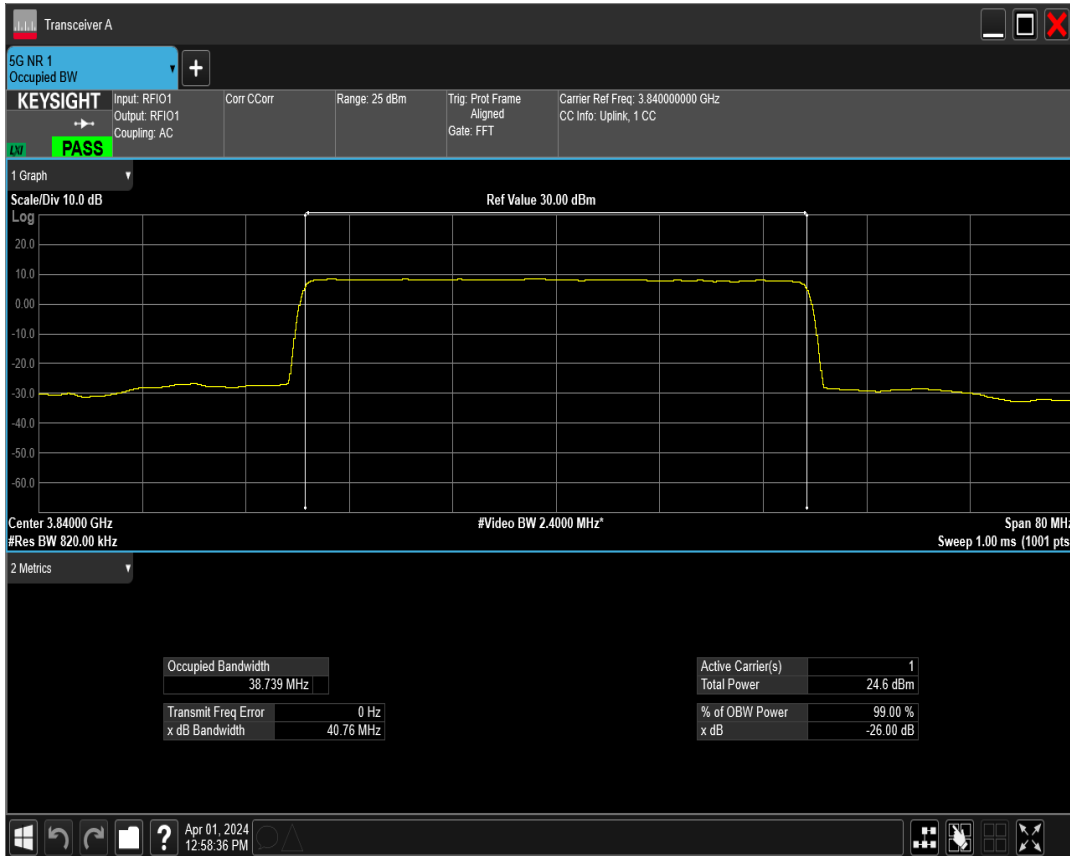 Transceiver A
5G NR 1
Occupied BW
KEYSIGHT
LXI
PASS
Input: RFIO1
Output: RFIO1
Coupling: AC
Corr CCorr
Range: 25 dBm
Trig: Prot Frame
Aligned
Gate: FFT
Carrier Ref Freq: 3.840000000 GHz
CC Info: Uplink, 1 CC
1 Graph
Scale/Div 10.0 dB
Ref Value 30.00 dBm
Log
20.0
10.0
0.00
-10.0
-20.0
-30.0
-40.0
-50.0
-60.0
Center 3.84000 GHz
#Video BW 2.4000 MHz*
Span 80 MHz
#Res BW 820.00 kHz
Sweep 1.00 ms (1001 pts
2 Metrics
Occupied Bandwidth
38.739 MHz
Transmit Freq Error 0 Hz
x dB Bandwidth 40.76 MHz
Active Carrier(s) 1
Total Power 24.6 dBm
% of OBW Power 99.00 %
x dB -26.00 dB
Apr 01, 2024
12:58:36 PM